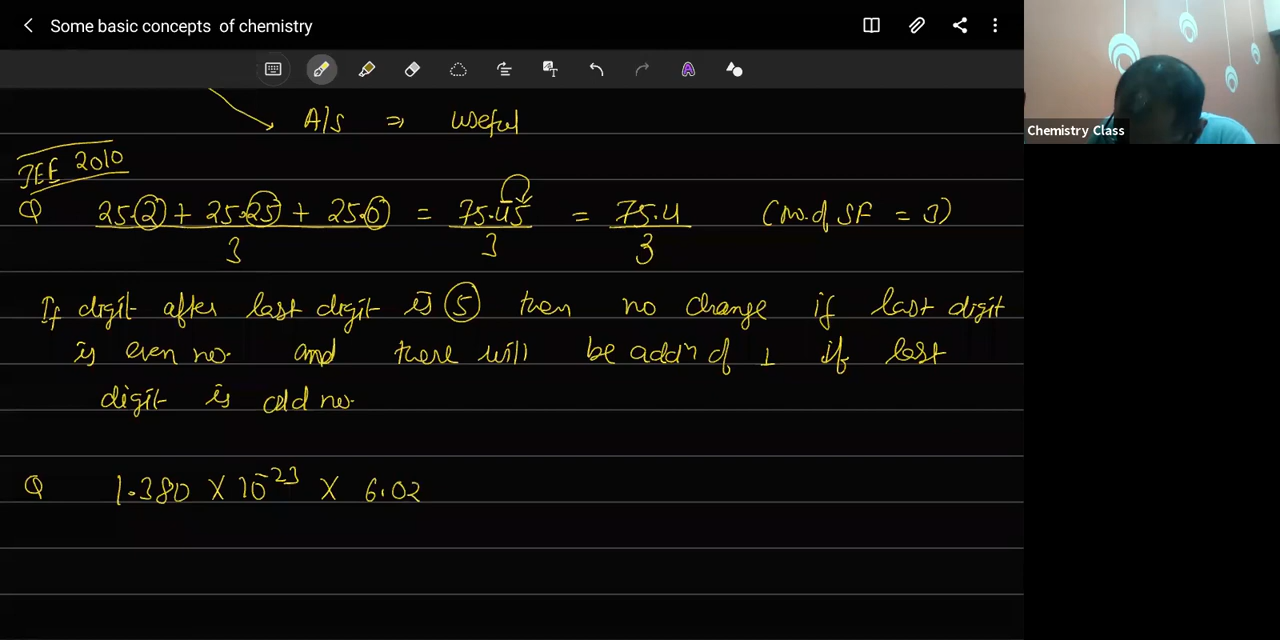 Some basic concepts of chemistry
Chemistry Class
A/S ⇒ useful
JEE 2010
Q 25.2 + 25.25 + 25.0 / 3 = 75.45 / 3 = 75.4 / 3 (no. of SF = 3)
If digit after last digit is 5 then no change if last digit
is even no. and there will be addn of 1 if last
digit is odd no.
Q 1.380 × 10⁻²³ × 6.02